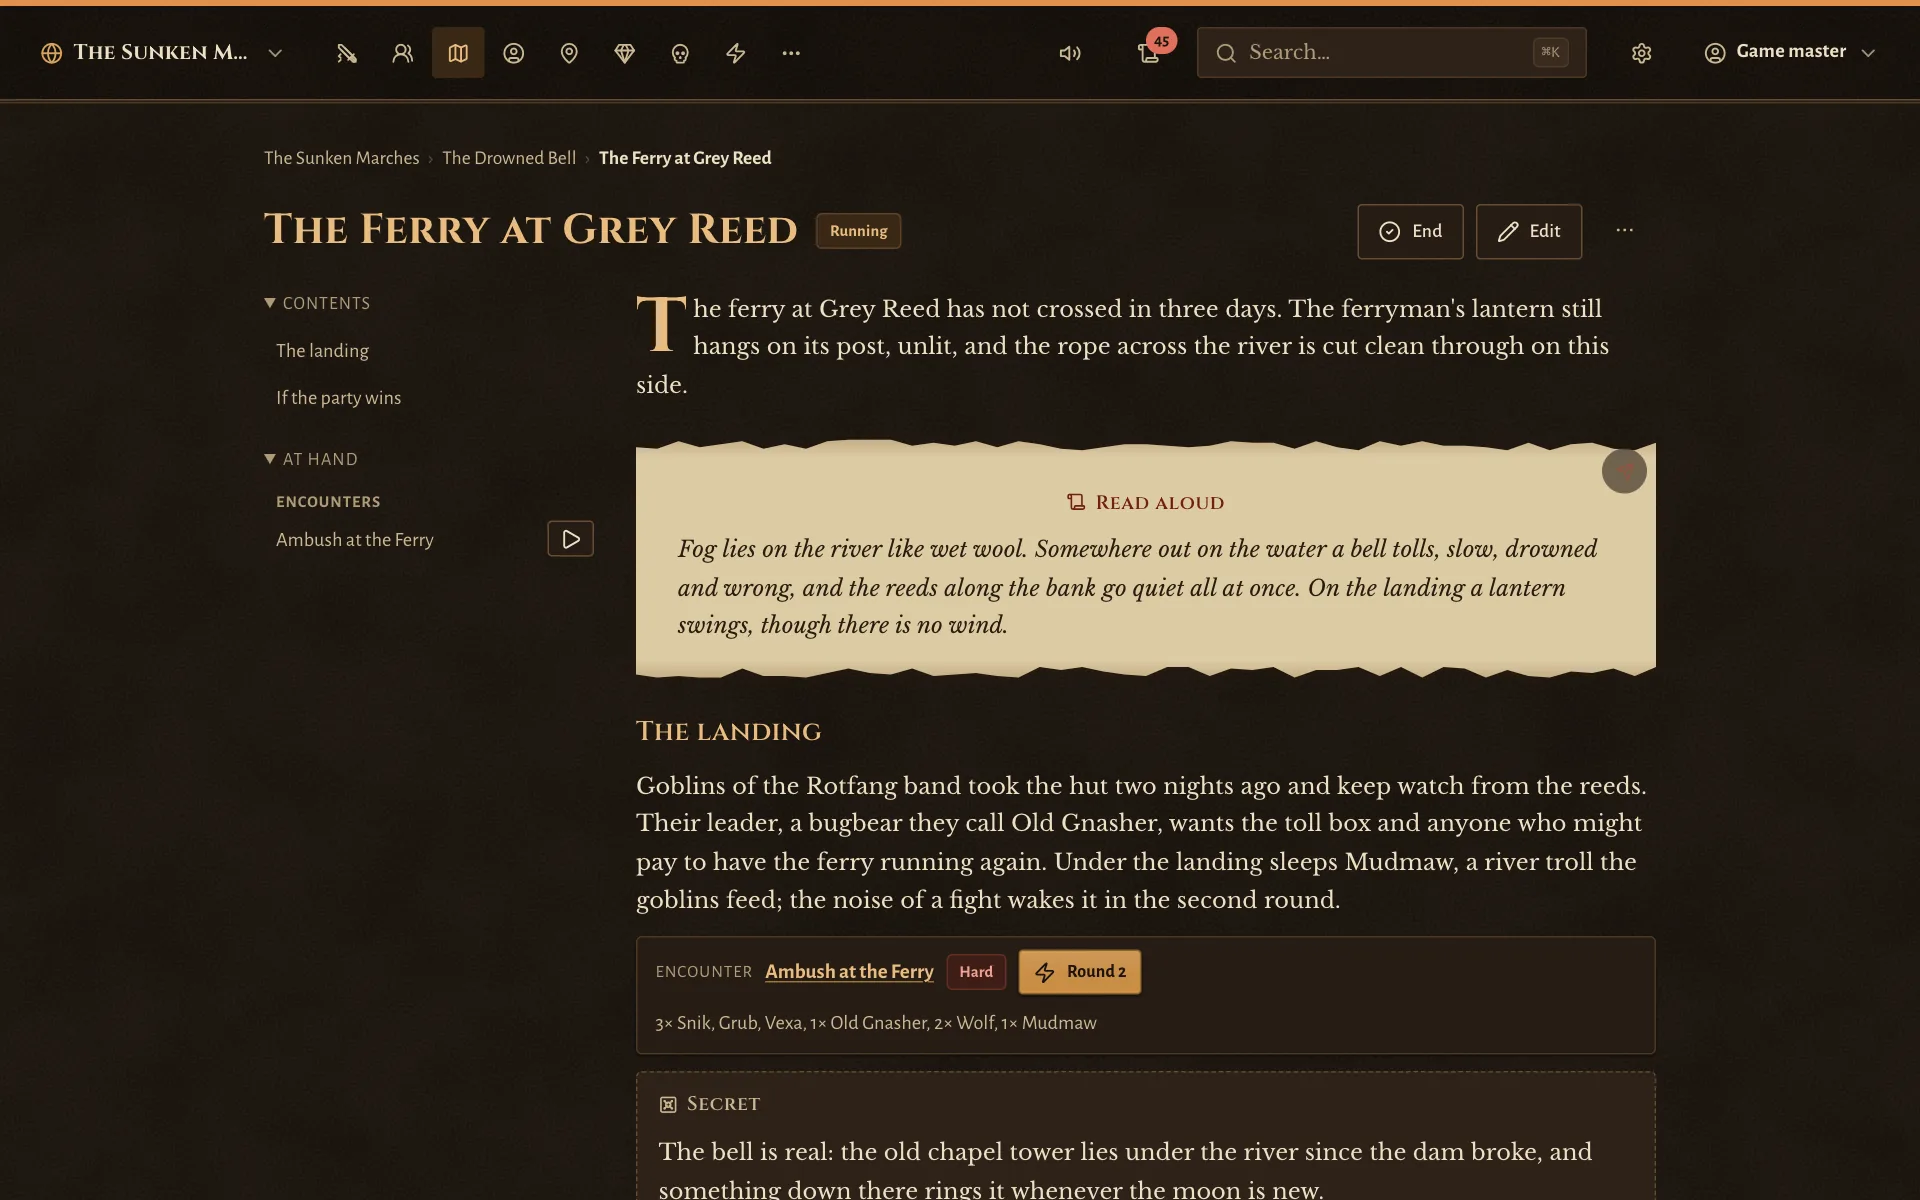 The Sunken M...
45
Search...
⌘K
Game master
The Sunken Marches › The Drowned Bell › The Ferry at Grey Reed
The Ferry at Grey Reed
Running
End
Edit
CONTENTS
The landing
If the party wins
AT HAND
ENCOUNTERS
Ambush at the Ferry
The ferry at Grey Reed has not crossed in three days. The ferryman's lantern still
hangs on its post, unlit, and the rope across the river is cut clean through on this
side.
Read aloud
Fog lies on the river like wet wool. Somewhere out on the water a bell tolls, slow, drowned
and wrong, and the reeds along the bank go quiet all at once. On the landing a lantern
swings, though there is no wind.
The landing
Goblins of the Rotfang band took the hut two nights ago and keep watch from the reeds.
Their leader, a bugbear they call Old Gnasher, wants the toll box and anyone who might
pay to have the ferry running again. Under the landing sleeps Mudmaw, a river troll the
goblins feed; the noise of a fight wakes it in the second round.
ENCOUNTER Ambush at the Ferry Hard Round 2
3× Snik, Grub, Vexa, 1× Old Gnasher, 2× Wolf, 1× Mudmaw
Secret
The bell is real: the old chapel tower lies under the river since the dam broke, and
something down there rings it whenever the moon is new.